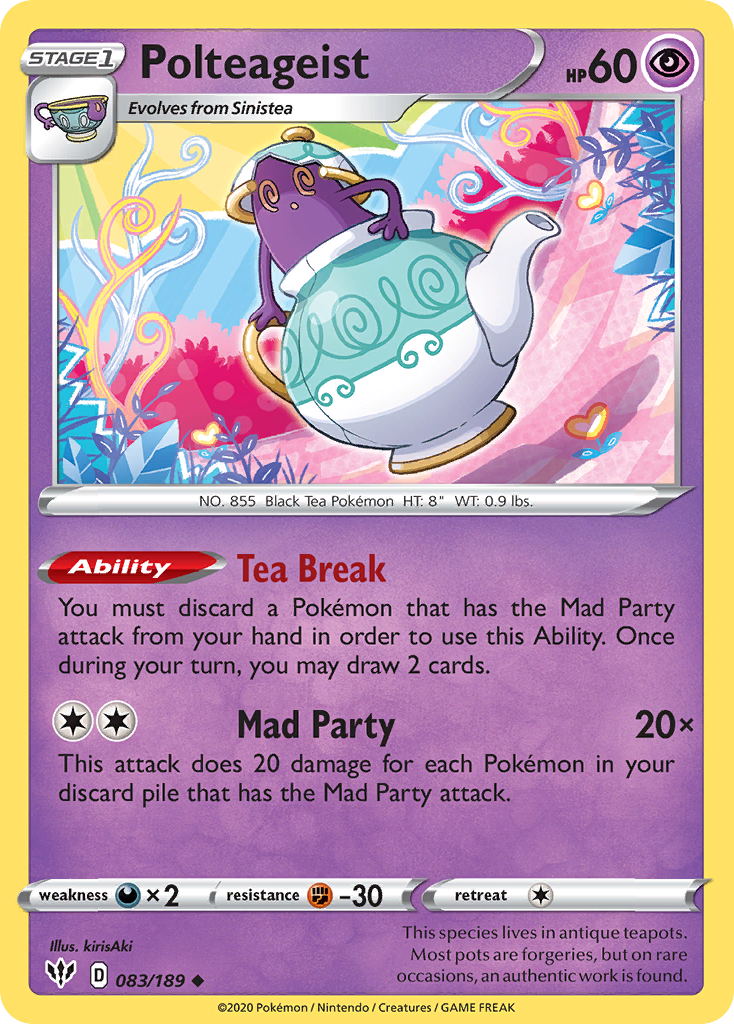 STAGE 1
Polteageist
HP 60
Evolves from Sinistea
NO. 855 Black Tea Pokémon HT: 8" WT: 0.9 lbs.
Ability Tea Break
You must discard a Pokémon that has the Mad Party
attack from your hand in order to use this Ability. Once
during your turn, you may draw 2 cards.
Mad Party 20×
This attack does 20 damage for each Pokémon in your
discard pile that has the Mad Party attack.
weakness ×2 resistance -30 retreat
Illus. kirisAki
This species lives in antique teapots.
Most pots are forgeries, but on rare
occasions, an authentic work is found.
D 083/189 ◆
©2020 Pokémon / Nintendo / Creatures / GAME FREAK